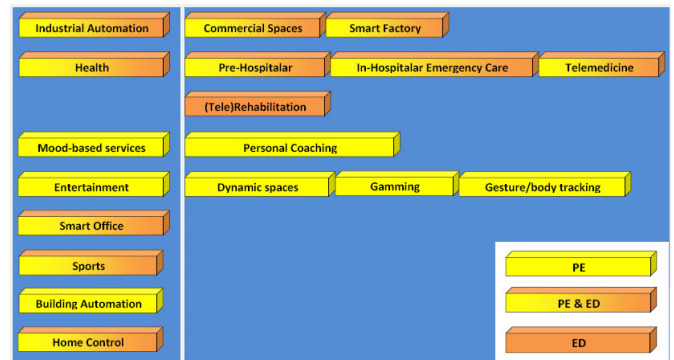 Industrial Automation
Commercial Spaces
Smart Factory
Health
Pre-Hospitalar
In-Hospitalar Emergency Care
Telemedicine
(Tele)Rehabilitation
Mood-based services
Personal Coaching
Entertainment
Dynamic spaces
Gamming
Gesture/body tracking
Smart Office
Sports
Building Automation
Home Control
PE
PE & ED
ED